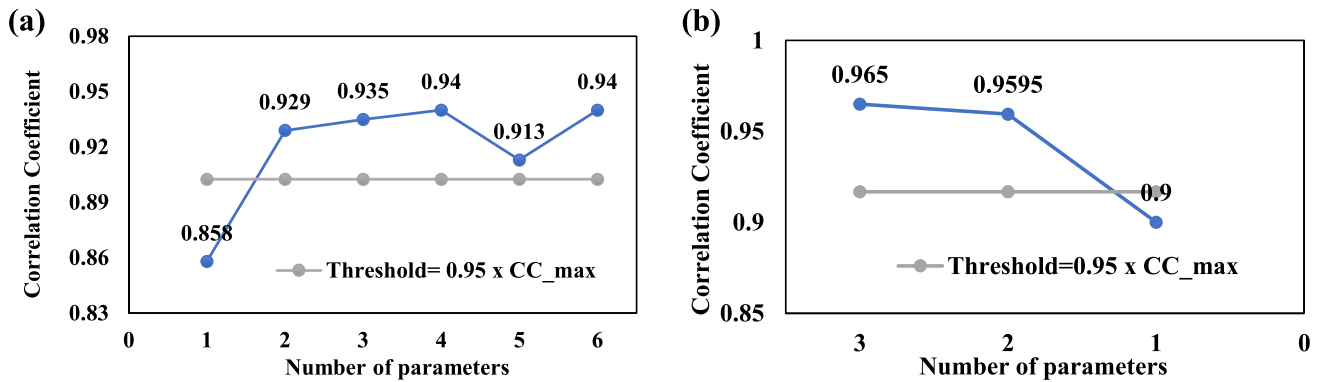 (a)
Correlation Coefficient
0.98
0.95
0.92
0.89
0.86
0.83
0.858
0.929
0.935
0.94
0.913
0.94
Threshold= 0.95 x CC_max
0 1 2 3 4 5 6
Number of parameters
(b)
Correlation Coefficient
1
0.95
0.9
0.85
0.965
0.9595
0.9
Threshold=0.95 x CC_max
3 2 1 0
Number of parameters